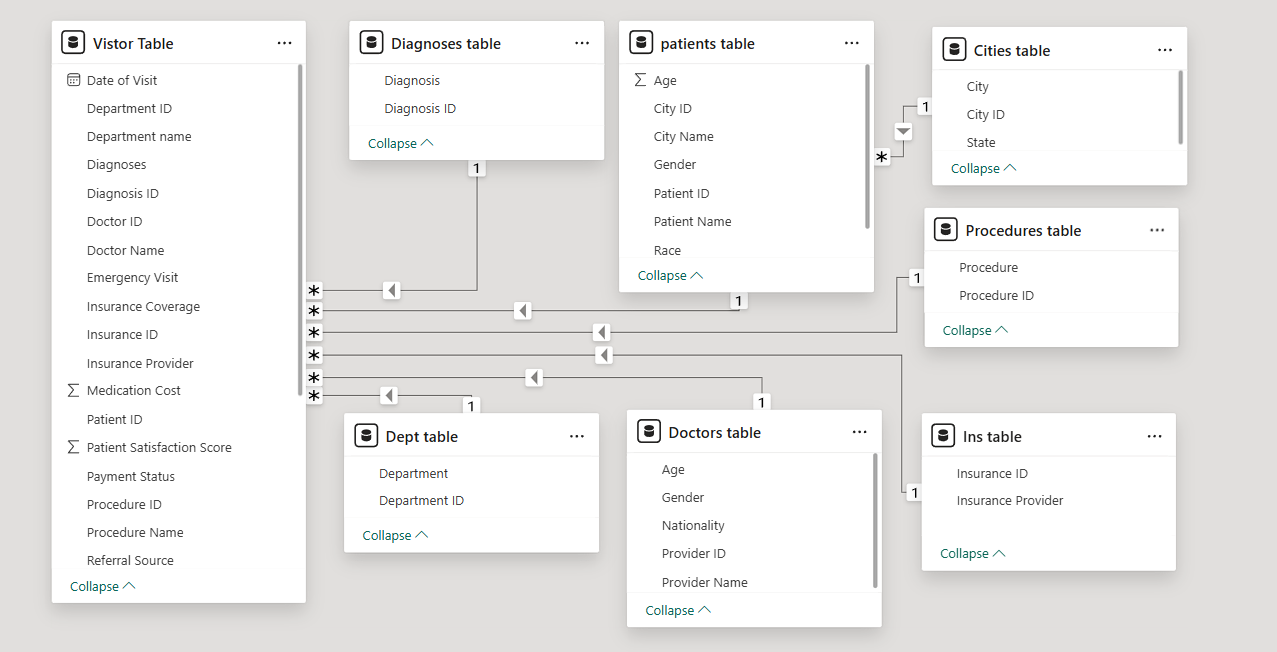 Vistor Table
Date of Visit
Department ID
Department name
Diagnoses
Diagnosis ID
Doctor ID
Doctor Name
Emergency Visit
Insurance Coverage
Insurance ID
Insurance Provider
Medication Cost
Patient ID
Patient Satisfaction Score
Payment Status
Procedure ID
Procedure Name
Referral Source
Collapse
Diagnoses table
Diagnosis
Diagnosis ID
Collapse
1
patients table
Age
City ID
City Name
Gender
Patient ID
Patient Name
Race
Collapse
1
Cities table
City
City ID
State
Collapse
1
*
Procedures table
Procedure
Procedure ID
Collapse
1
*
*
*
*
*
*
1
Dept table
Department
Department ID
Collapse
1
Doctors table
Age
Gender
Nationality
Provider ID
Provider Name
Collapse
Ins table
Insurance ID
Insurance Provider
Collapse
1